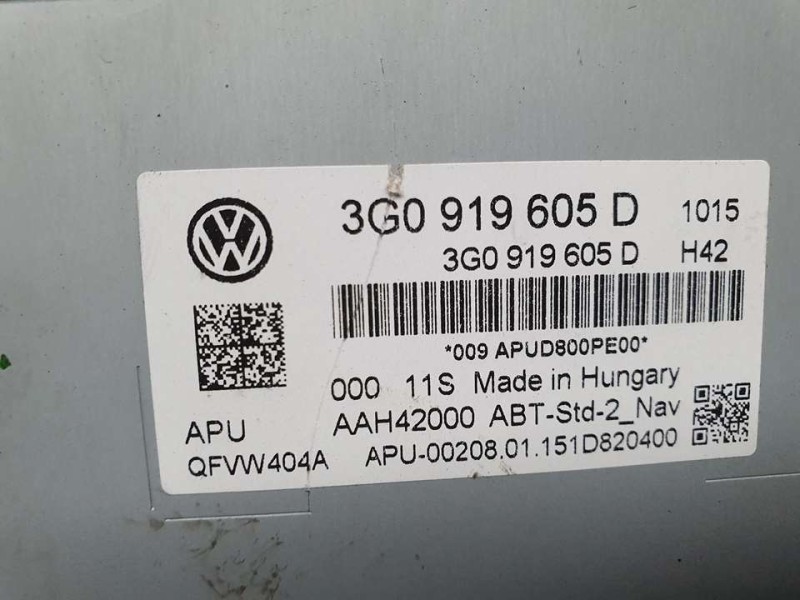 3G0 919 605 D 1015
3G0 919 605 D H42
*009 APUD800PE00*
000 11S Made in Hungary
APU AAH42000 ABT-Std-2_Nav
QFVW404A APU-00208.01.151D820400